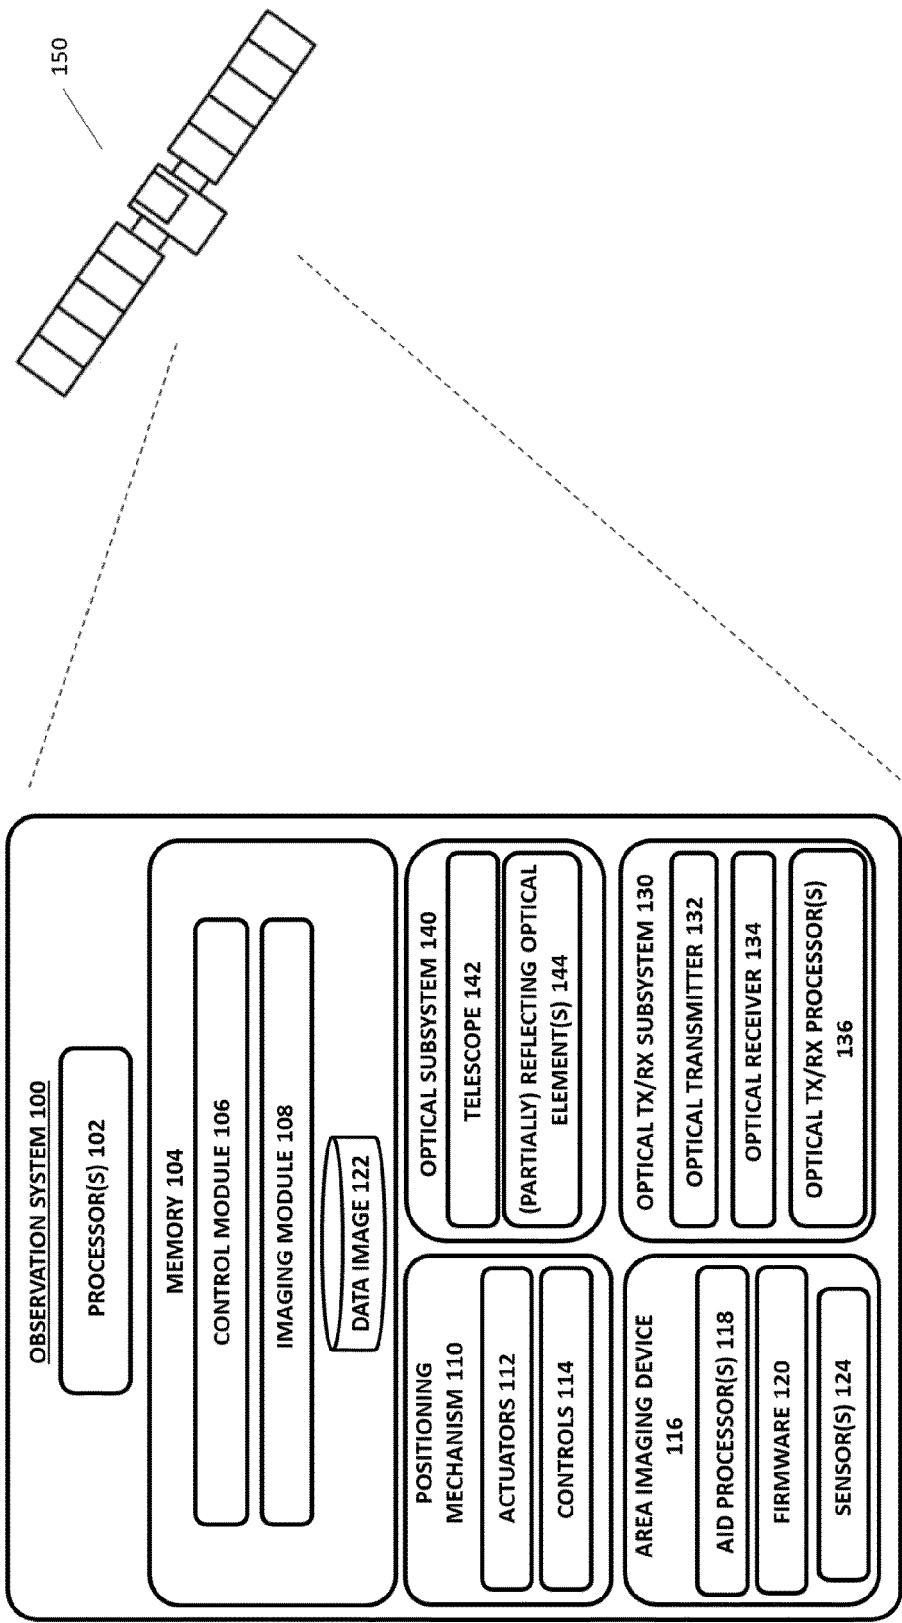 150
OBSERVATION SYSTEM 100
PROCESSOR(S) 102
MEMORY 104
CONTROL MODULE 106
IMAGING MODULE 108
DATA IMAGE 122
POSITIONING
MECHANISM 110
ACTUATORS 112
CONTROLS 114
OPTICAL SUBSYSTEM 140
TELESCOPE 142
(PARTIALLY) REFLECTING OPTICAL
ELEMENT(S) 144
AREA IMAGING DEVICE
116
AID PROCESSOR(S) 118
FIRMWARE 120
SENSOR(S) 124
OPTICAL TX/RX SUBSYSTEM 130
OPTICAL TRANSMITTER 132
OPTICAL RECEIVER 134
OPTICAL TX/RX PROCESSOR(S)
136